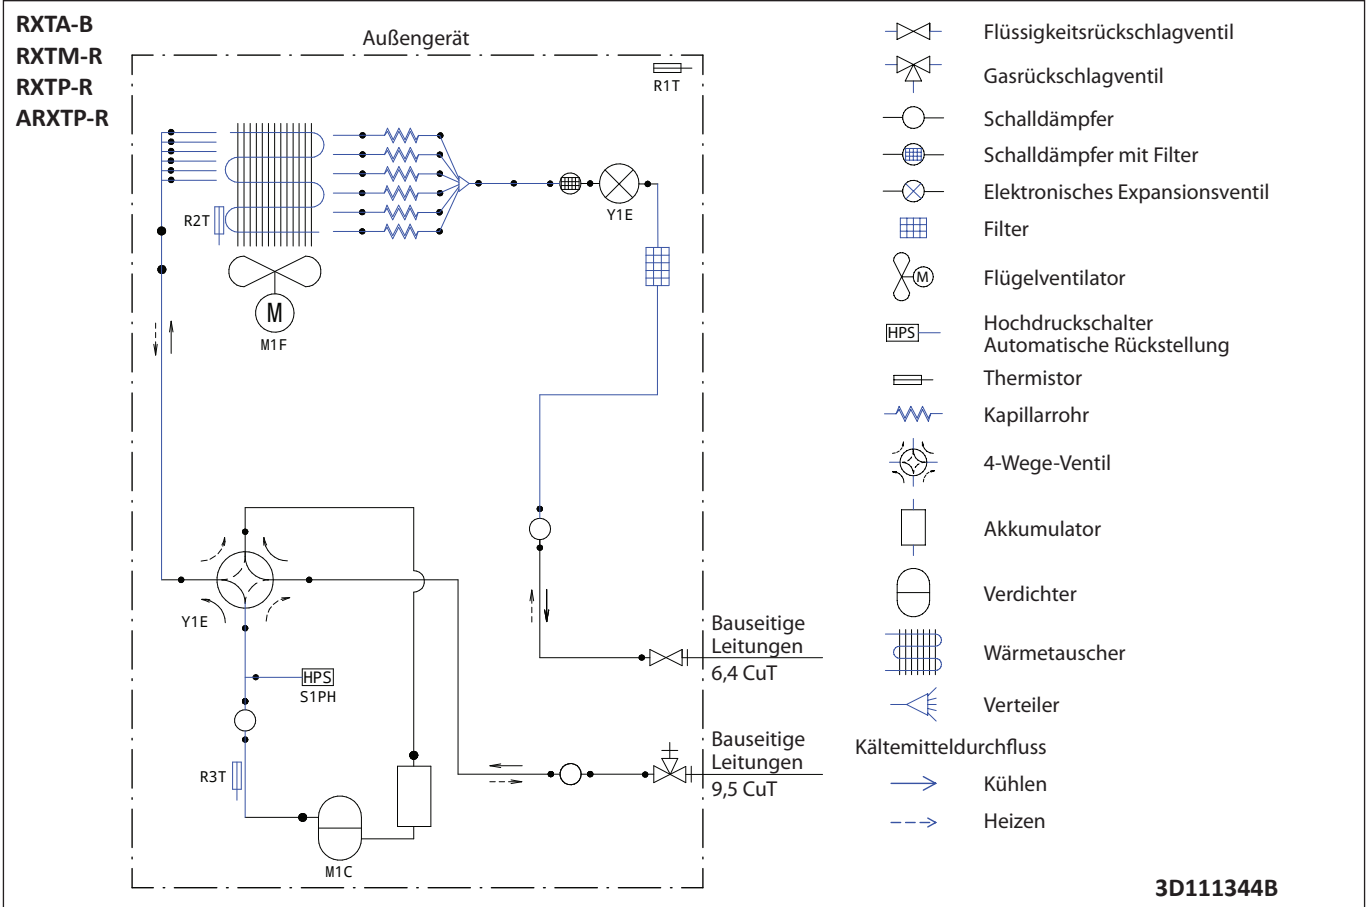 RXTA-B
RXTM-R
RXTP-R
ARXTP-R
Außengerät
R1T
R2T
Y1E
M
M1F
Y1E
HPS
S1PH
R3T
M1C
Bauseitige
Leitungen
6,4 CuT
Bauseitige
Leitungen
9,5 CuT
Flüssigkeitsrückschlagventil
Gasrückschlagventil
Schalldämpfer
Schalldämpfer mit Filter
Elektronisches Expansionsventil
Filter
M
Flügelventilator
HPS
Hochdruckschalter
Automatische Rückstellung
Thermistor
Kapillarrohr
4-Wege-Ventil
Akkumulator
Verdichter
Wärmetauscher
Verteiler
Kältemitteldurchfluss
Kühlen
Heizen
3D111344B